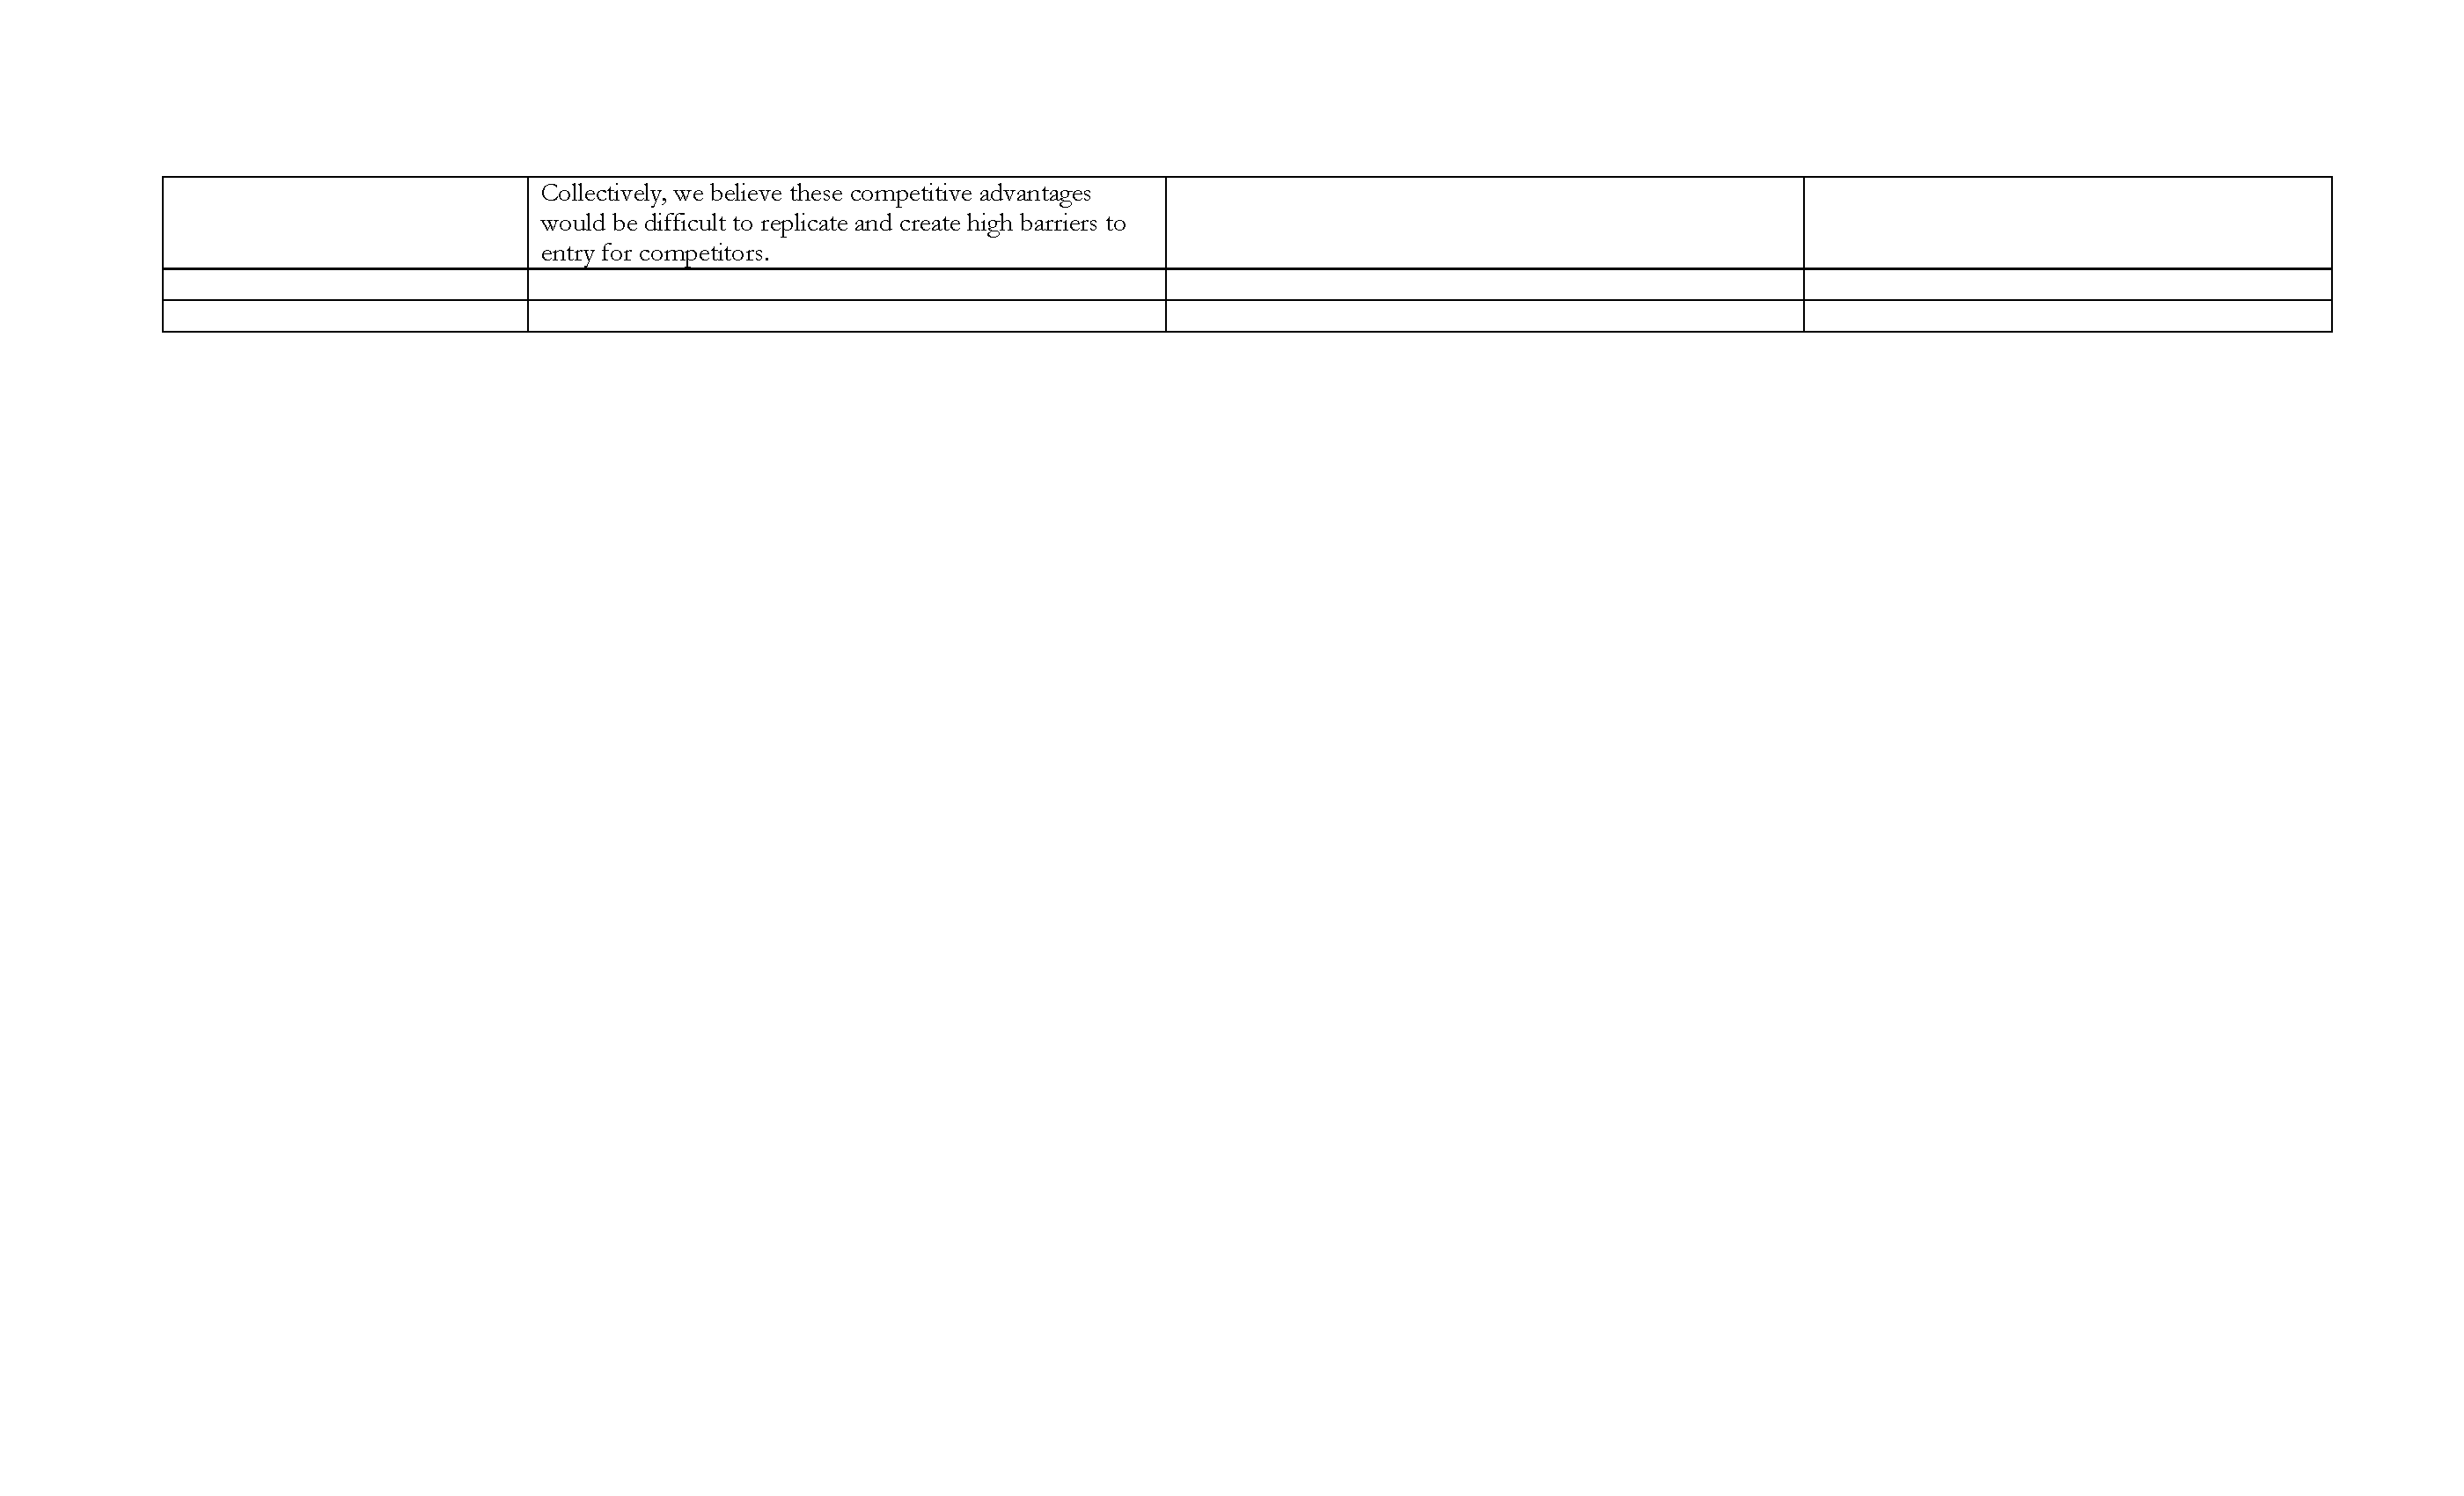 Collectively, we believe these competitive advantages
would be difficult to replicate and create high barriers to
entry for competitors.